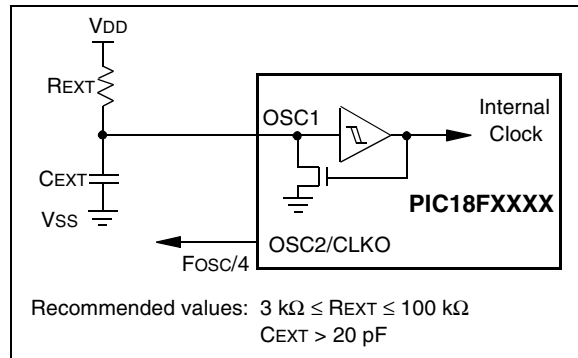 VDD
REXT
OSC1
Internal
Clock
CEXT
PIC18FXXXX
VSS
OSC2/CLKO
FOSC/4
Recommended values: 3 kΩ ≤ REXT ≤ 100 kΩ
CEXT > 20 pF